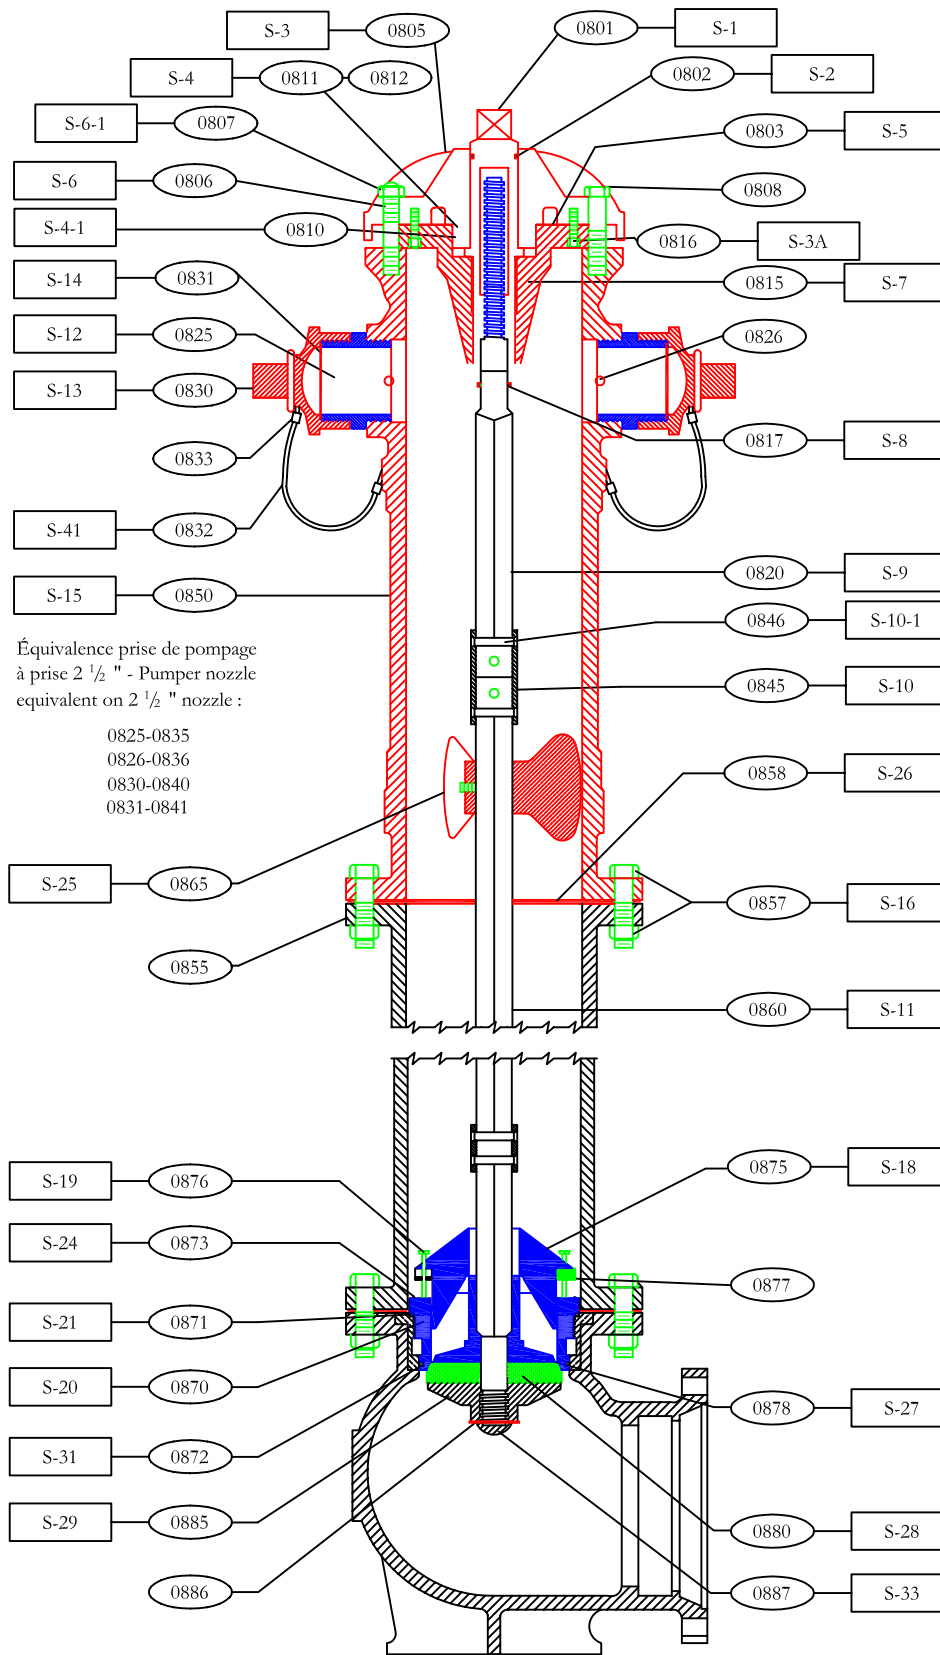 S-3 0805 0801 S-1
S-4 0811 0812 0802 S-2
S-6-1 0807 0803 S-5
S-6 0806 0808
S-4-1 0810 0816 S-3A
S-14 0831 0815 S-7
S-12 0825 0826
S-13 0830
0833 0817 S-8
S-41 0832
S-15 0850 0820 S-9
0846 S-10-1
Équivalence prise de pompage
à prise 2 ½ " - Pumper nozzle
equivalent on 2 ½ " nozzle :
0845 S-10
0825-0835
0826-0836
0830-0840
0831-0841
0858 S-26
S-25 0865
0857 S-16
0855
0860 S-11
S-19 0876 0875 S-18
S-24 0873
0877
S-21 0871
S-20 0870
0878 S-27
S-31 0872
S-29 0885
0880 S-28
0886 0887 S-33